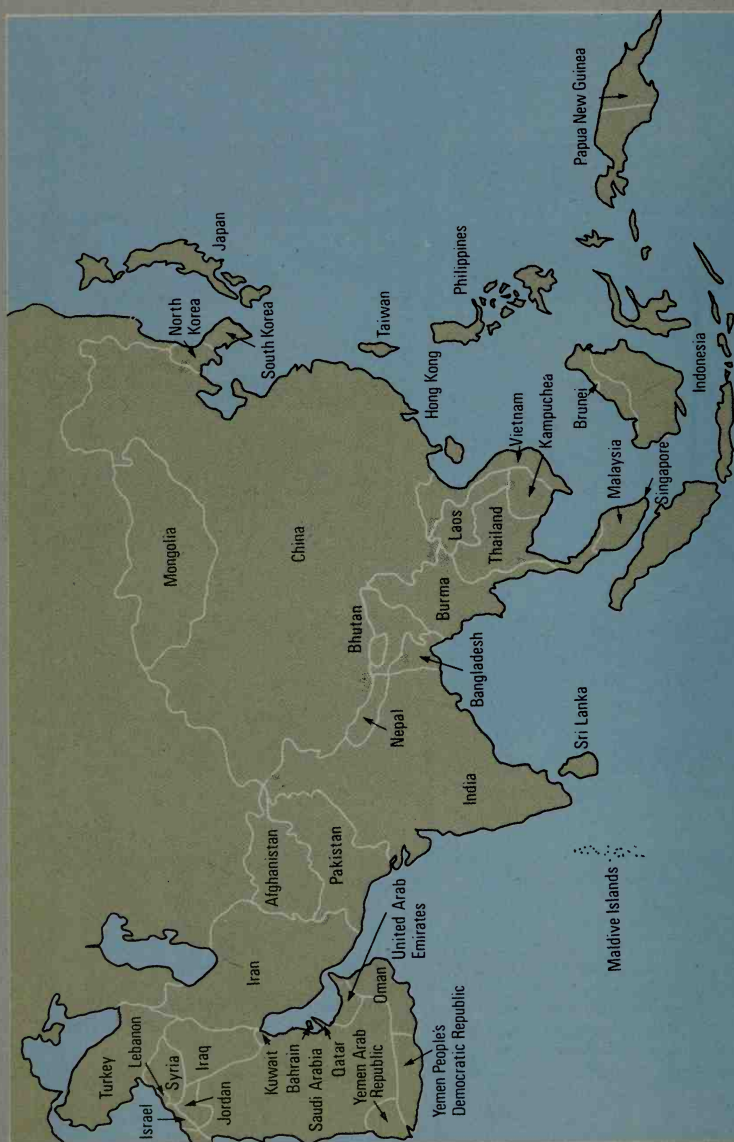 Turkey
Lebanon
Syria
Israel
Iraq
Jordan
Iran
Kuwait
Bahrain
Saudi Arabia
Qatar
Yemen Arab
Republic
Yemen People's
Democratic Republic
Oman
United Arab
Emirates
Afghanistan
Pakistan
India
Nepal
Bhutan
Bangladesh
Sri Lanka
Maldive Islands
Mongolia
China
Burma
Laos
Thailand
Vietnam
Kampuchea
Malaysia
Singapore
Hong Kong
Taiwan
North
Korea
South Korea
Japan
Philippines
Brunei
Indonesia
Papua New Guinea